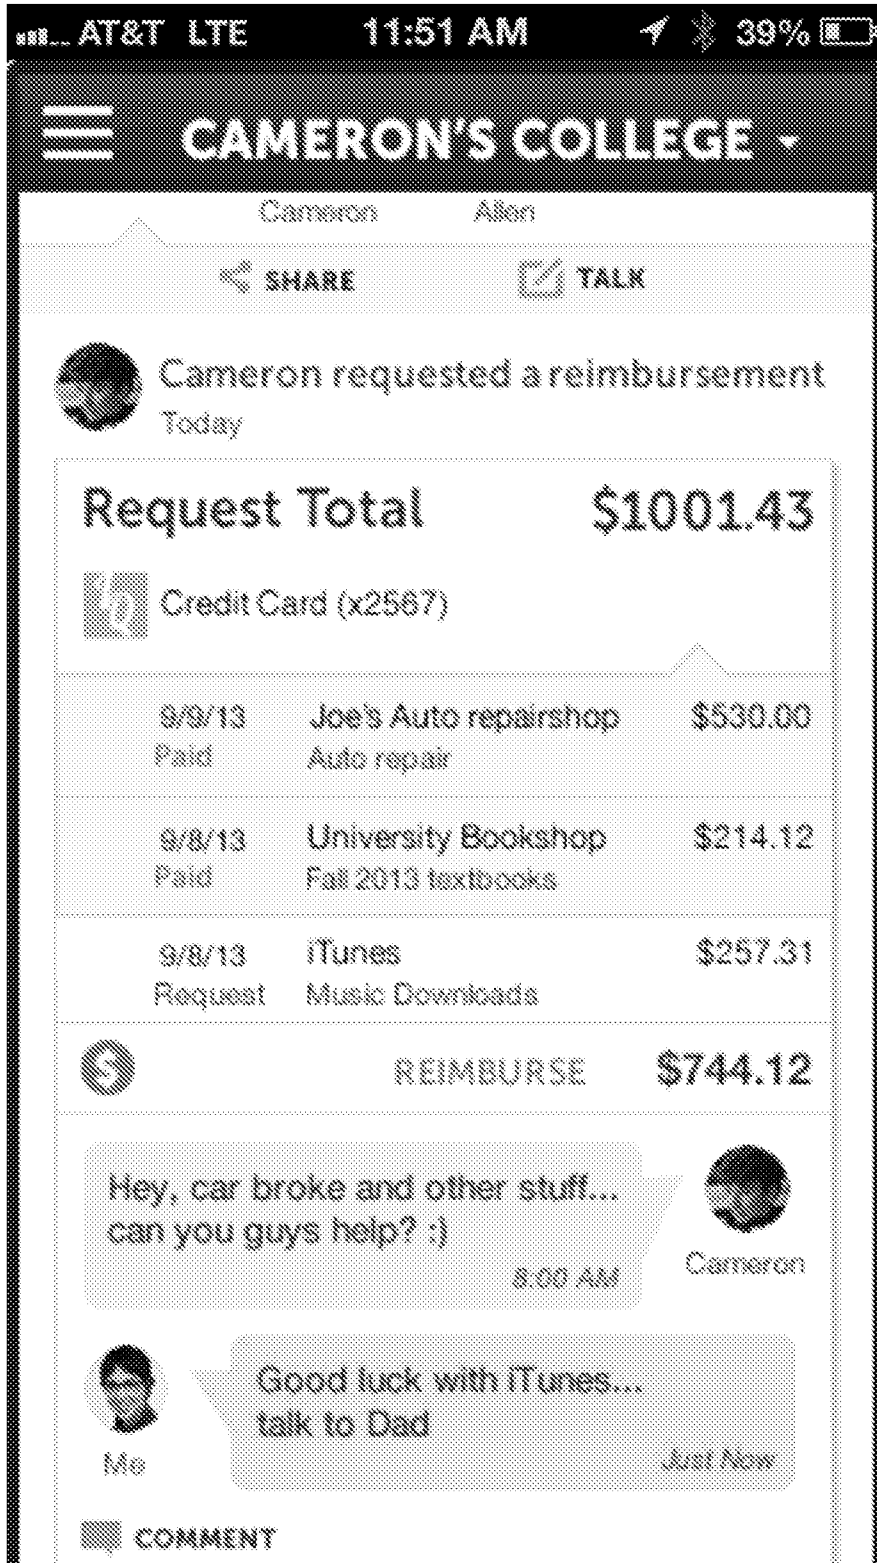 AT&T LTE 11:51 AM 39%
CAMERON'S COLLEGE
Cameron Allen
SHARE TALK
Cameron requested a reimbursement
Today
Request Total $1001.43
Credit Card (x2567)
9/9/13 Joe's Auto repairshop $530.00
Paid Auto repair
9/8/13 University Bookshop $214.12
Paid Fall 2013 textbooks
9/8/13 iTunes $257.31
Request Music Downloads
$ REIMBURSE $744.12
Hey, car broke and other stuff...
can you guys help? :)
8:00 AM
Cameron
Good luck with iTunes...
talk to Dad
Just Now
Me
COMMENT